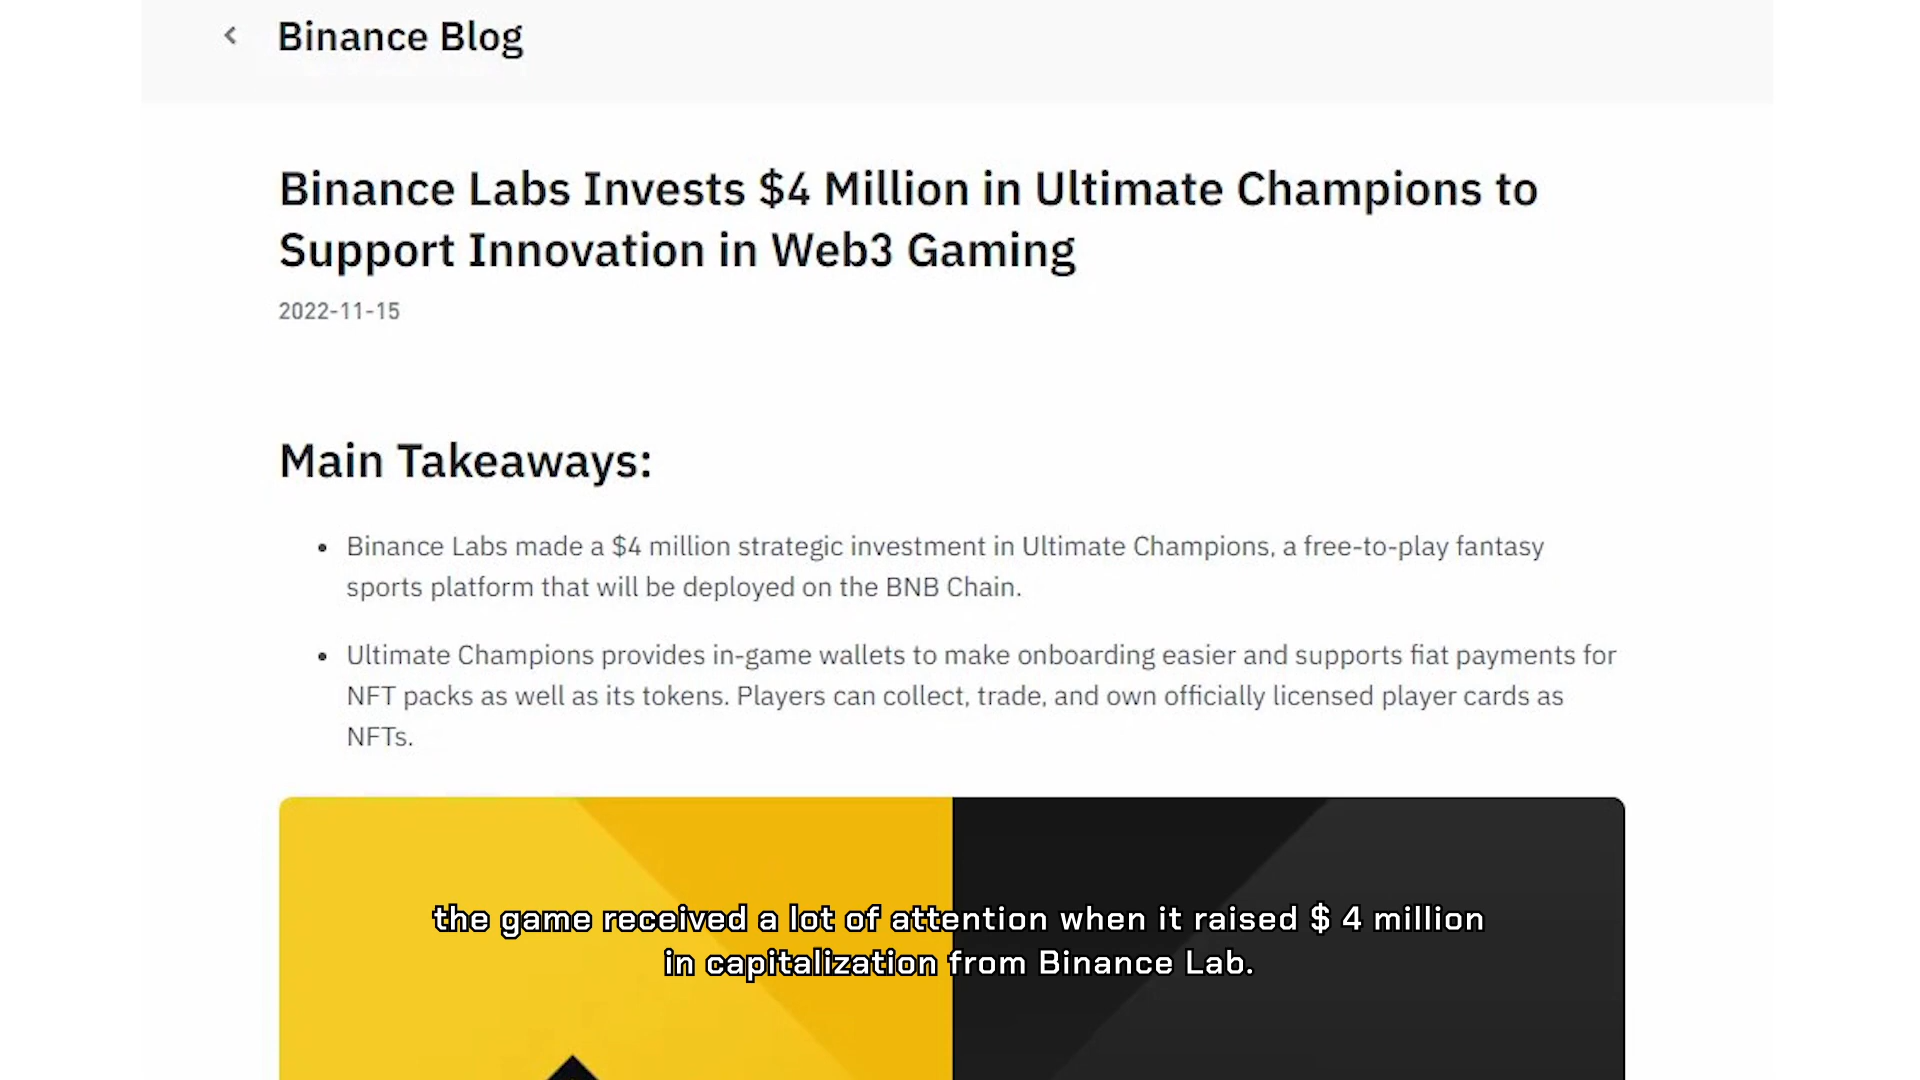 Binance Blog
Binance Labs Invests $4 Million in Ultimate Champions to
Support Innovation in Web3 Gaming
2022-11-15
Main Takeaways:
• Binance Labs made a $4 million strategic investment in Ultimate Champions, a free-to-play fantasy
sports platform that will be deployed on the BNB Chain.
• Ultimate Champions provides in-game wallets to make onboarding easier and supports fiat payments for
NFT packs as well as its tokens. Players can collect, trade, and own officially licensed player cards as
NFTs.
the game received a lot of attention when it raised $ 4 million
in capitalization from Binance Lab.